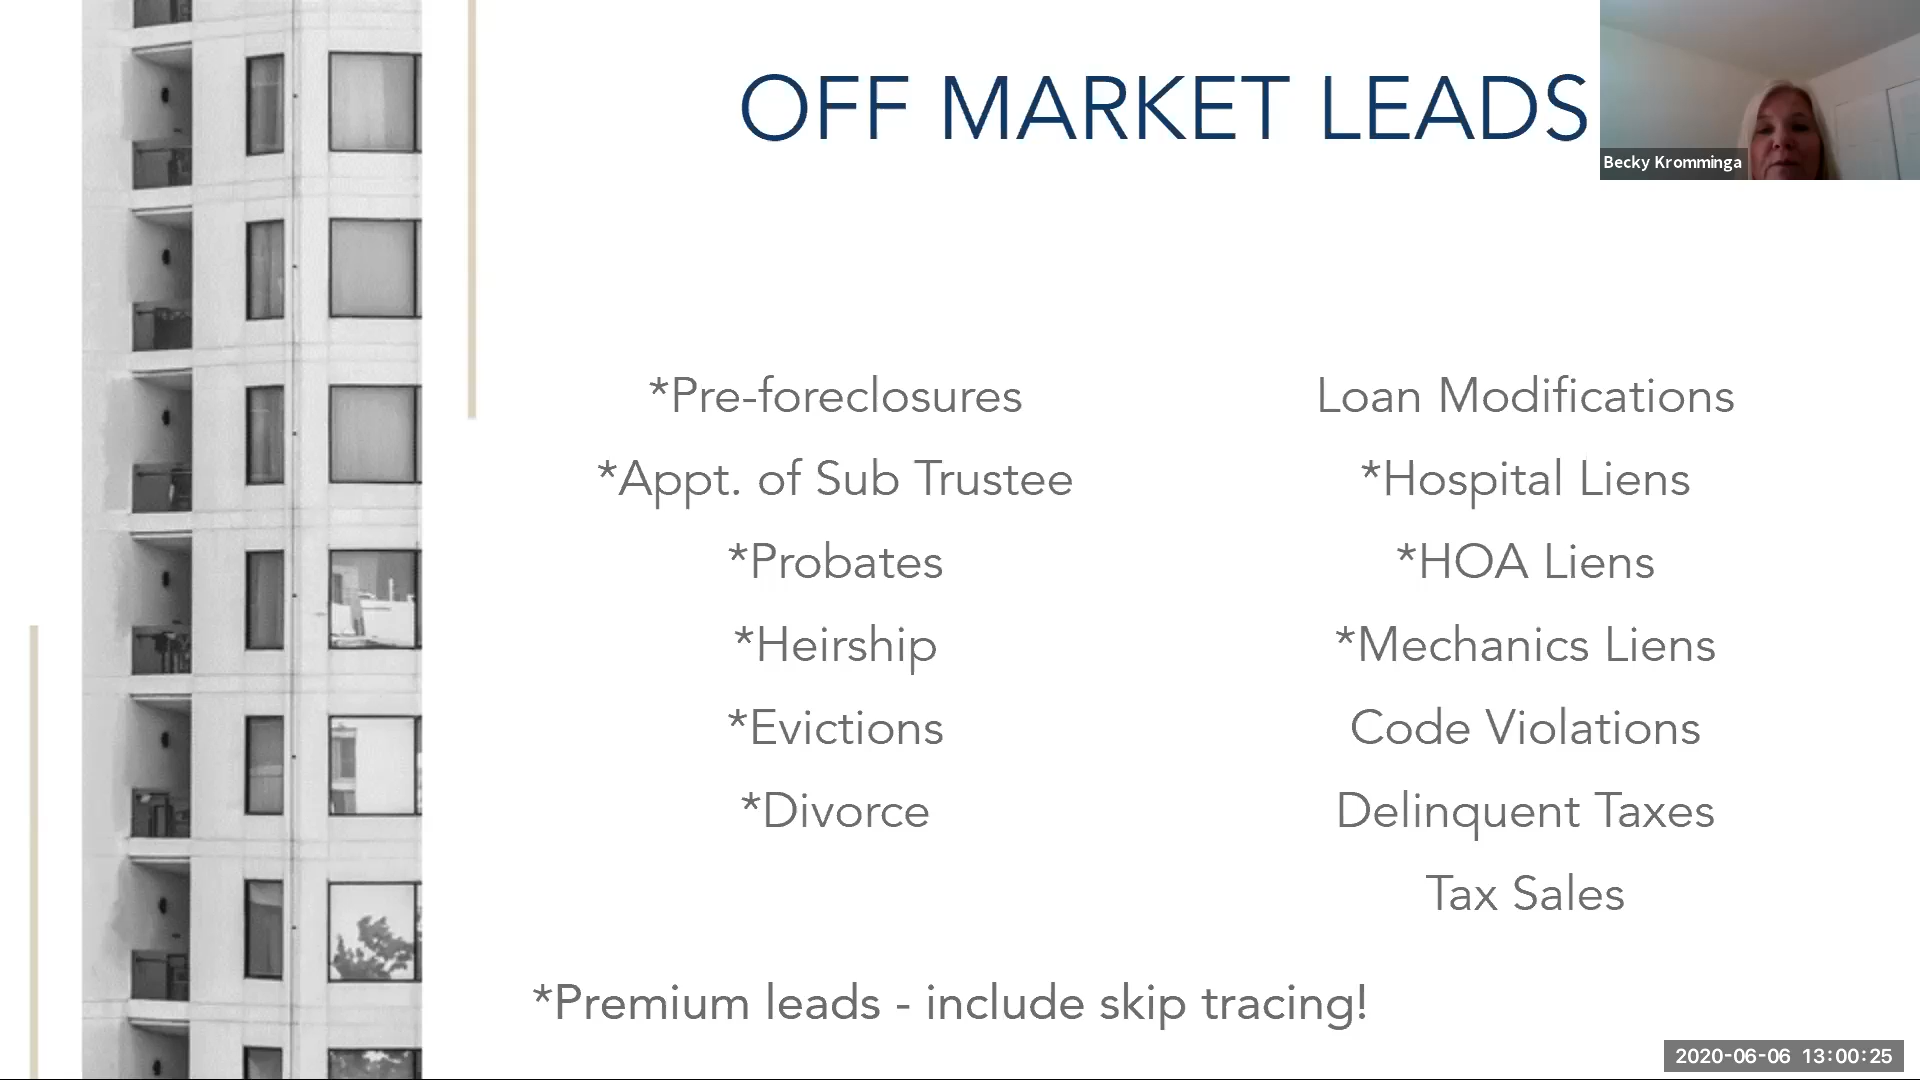 OFF MARKET LEADS
Becky Kromminga
*Pre-foreclosures
*Appt. of Sub Trustee
*Probates
*Heirship
*Evictions
*Divorce
Loan Modifications
*Hospital Liens
*HOA Liens
*Mechanics Liens
Code Violations
Delinquent Taxes
Tax Sales
*Premium leads - include skip tracing!
2020-06-06 13:00:25